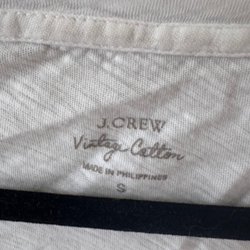 J.CREW
Vintage Cotton
MADE IN PHILIPPINES
S